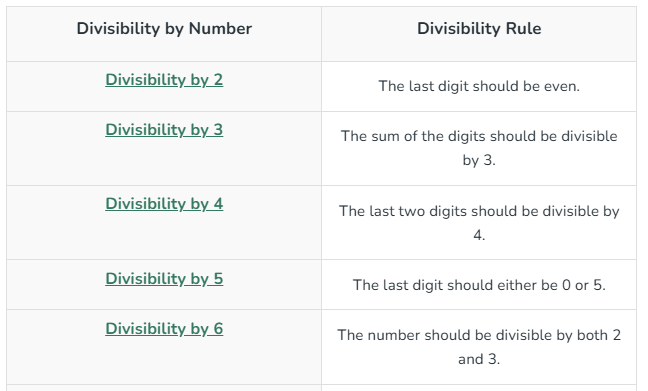 Divisibility by Number
Divisibility Rule
Divisibility by 2
The last digit should be even.
Divisibility by 3
The sum of the digits should be divisible
by 3.
Divisibility by 4
The last two digits should be divisible by
4.
Divisibility by 5
The last digit should either be 0 or 5.
Divisibility by 6
The number should be divisible by both 2
and 3.